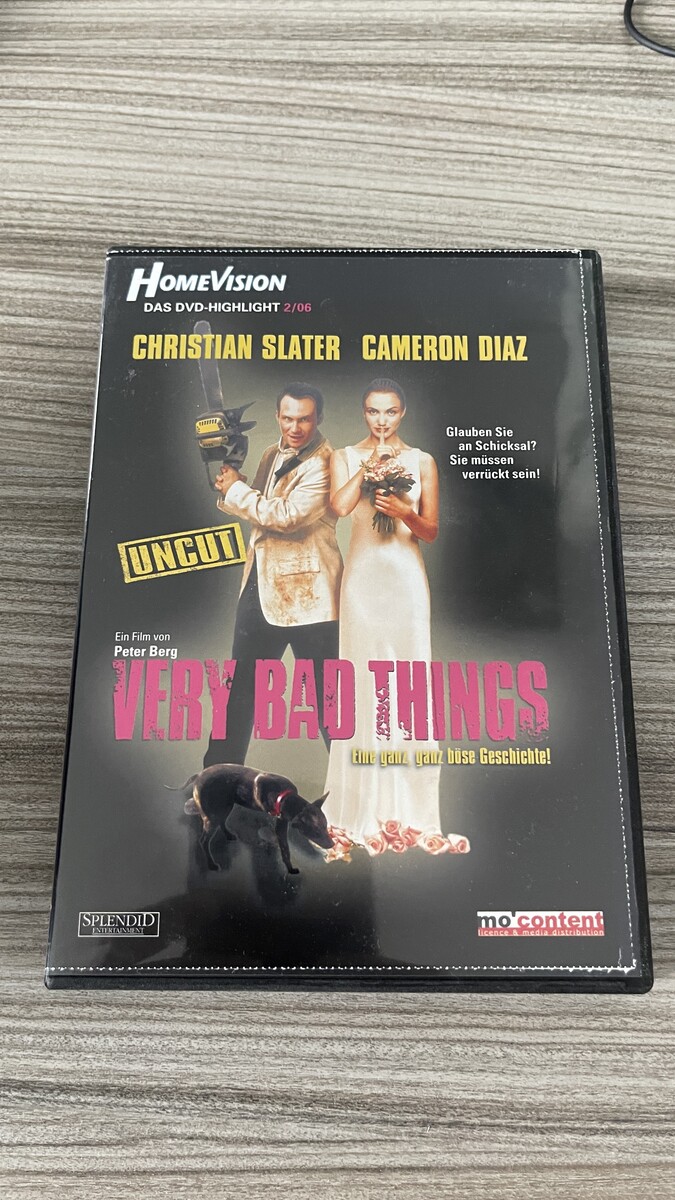 HOMEVISION
DAS DVD-HIGHLIGHT 2/06
CHRISTIAN SLATER CAMERON DIAZ
Glauben Sie
an Schicksal?
Sie müssen
verrückt sein!
UNCUT
Ein Film von
Peter Berg
VERY BAD THINGS
Eine ganz, ganz böse Geschichte!
SPLENDID
ENTERTAINMENT
mo'content
licence & media distribution